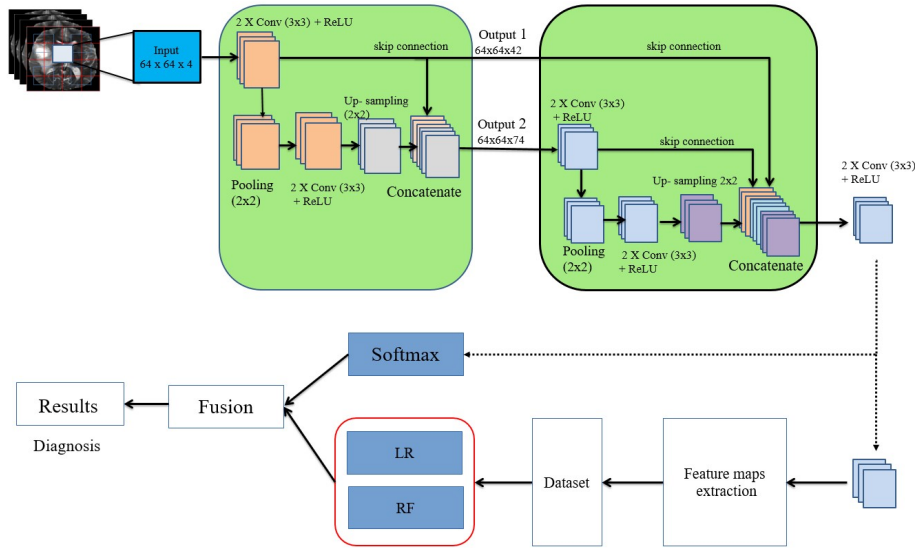 2 X Conv (3x3) + ReLU
Input
64 x 64 x 4
skip connection
Output 1
64x64x42
skip connection
Up- sampling
(2x2)
Pooling
(2x2)
2 X Conv (3x3)
+ ReLU
Concatenate
Output 2
64x64x74
2 X Conv (3x3)
+ ReLU
skip connection
Up- sampling 2x2
Pooling
(2x2)
2 X Conv (3x3)
+ ReLU
Concatenate
2 X Conv (3x3)
+ ReLU
Softmax
Results
Diagnosis
Fusion
LR
RF
Dataset
Feature maps
extraction